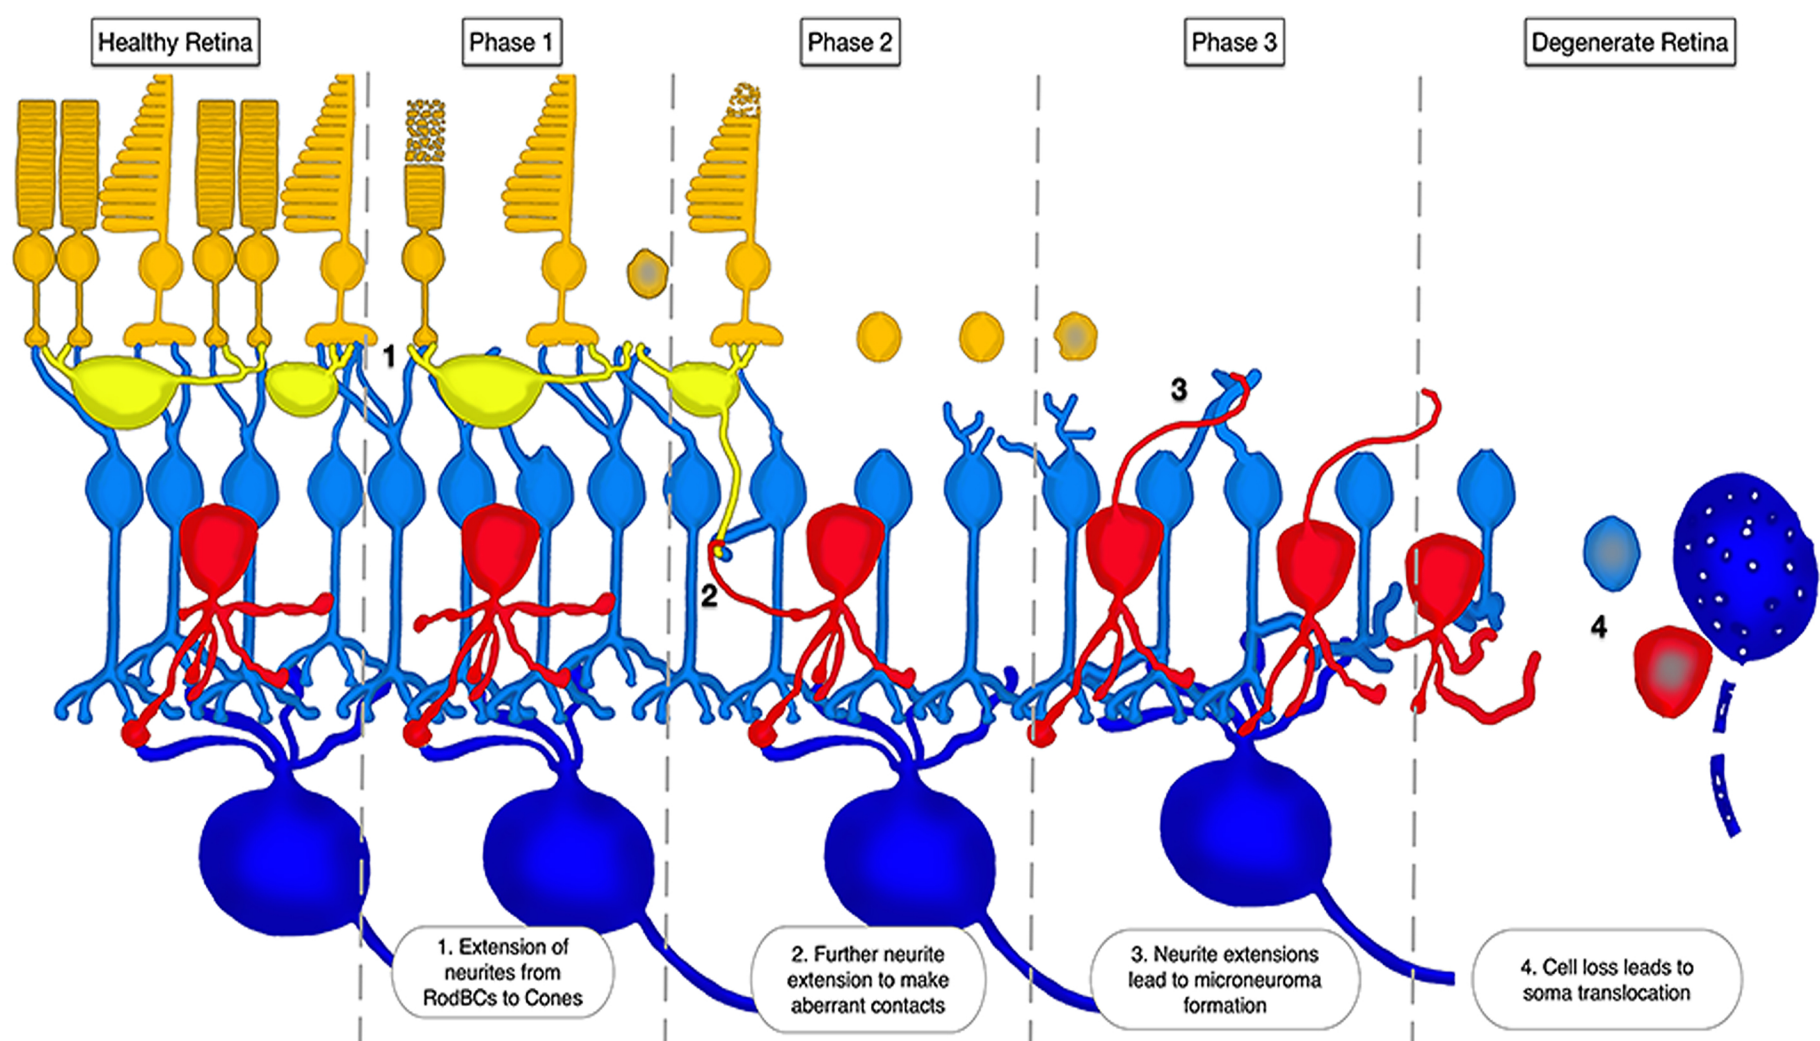 Healthy Retina
Phase 1
Phase 2
Phase 3
Degenerate Retina
1
2
3
4
1. Extension of
neurites from
RodBCs to Cones
2. Further neurite
extension to make
aberrant contacts
3. Neurite extensions
lead to microneuroma
formation
4. Cell loss leads to
soma translocation